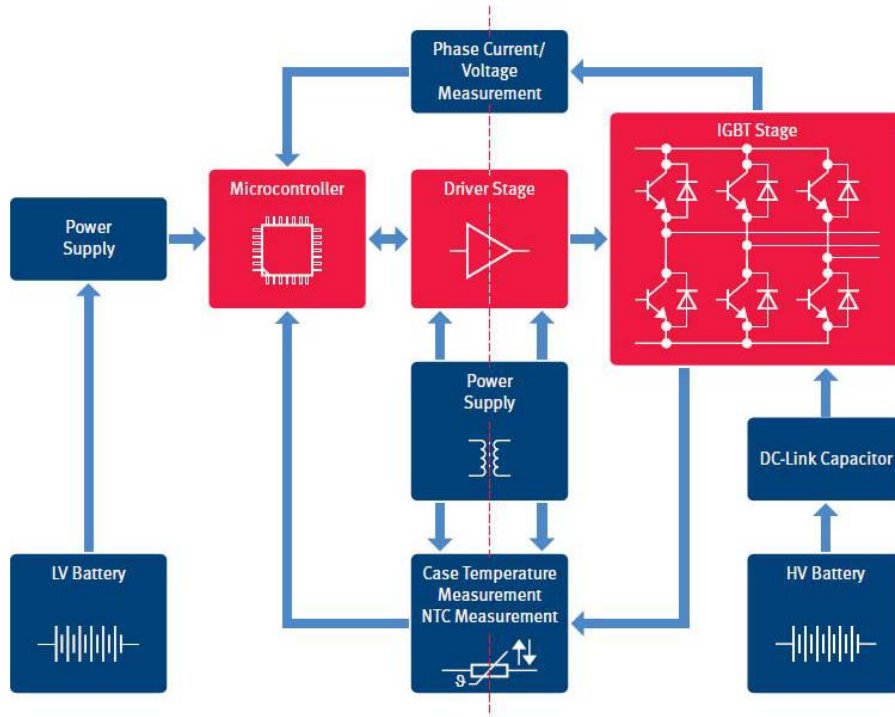 Phase Current/
Voltage
Measurement
IGBT Stage
Microcontroller
Driver Stage
Power
Supply
Power
Supply
DC-Link Capacitor
LV Battery
Case Temperature
Measurement
NTC Measurement
HV Battery
ϑ